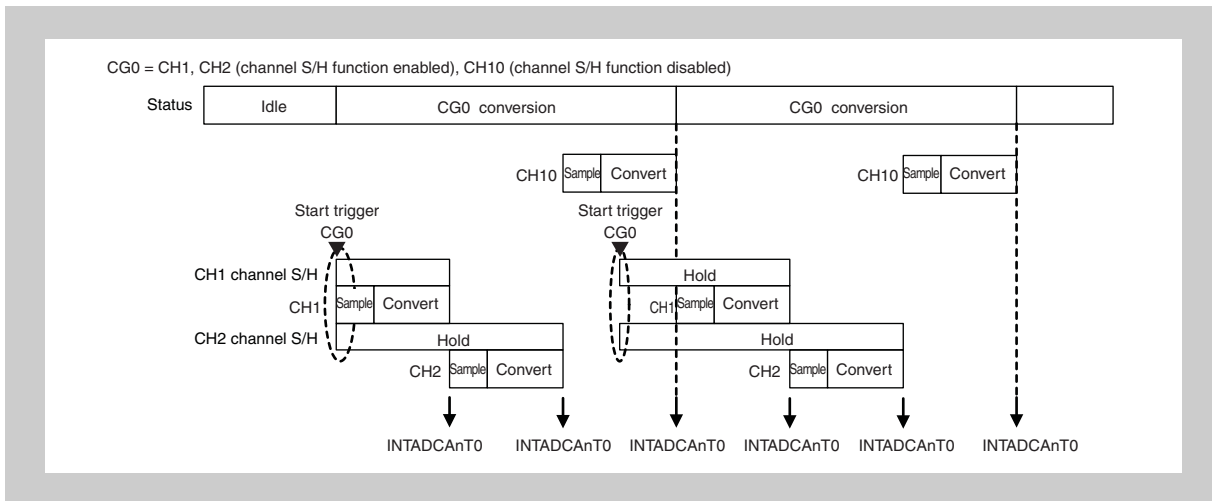 CG0 = CH1, CH2 (channel S/H function enabled), CH10 (channel S/H function disabled)
Status Idle CG0 conversion CG0 conversion
CH10 Sample Convert CH10 Sample Convert
Start trigger Start trigger
CG0 CG0
CH1 channel S/H Hold
CH1 Sample Convert CH1 Sample Convert
CH2 channel S/H Hold Hold
CH2 Sample Convert CH2 Sample Convert
INTADCAnT0 INTADCAnT0 INTADCAnT0 INTADCAnT0 INTADCAnT0 INTADCAnT0